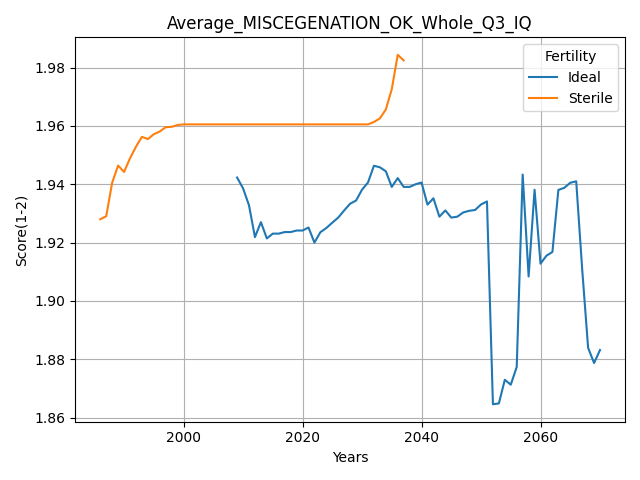 Average_MISCEGENATION_OK_Whole_Q3_IQ
Fertility
Ideal
Sterile
Score(1-2)
1.98
1.96
1.94
1.92
1.90
1.88
1.86
2000
2020
2040
2060
Years